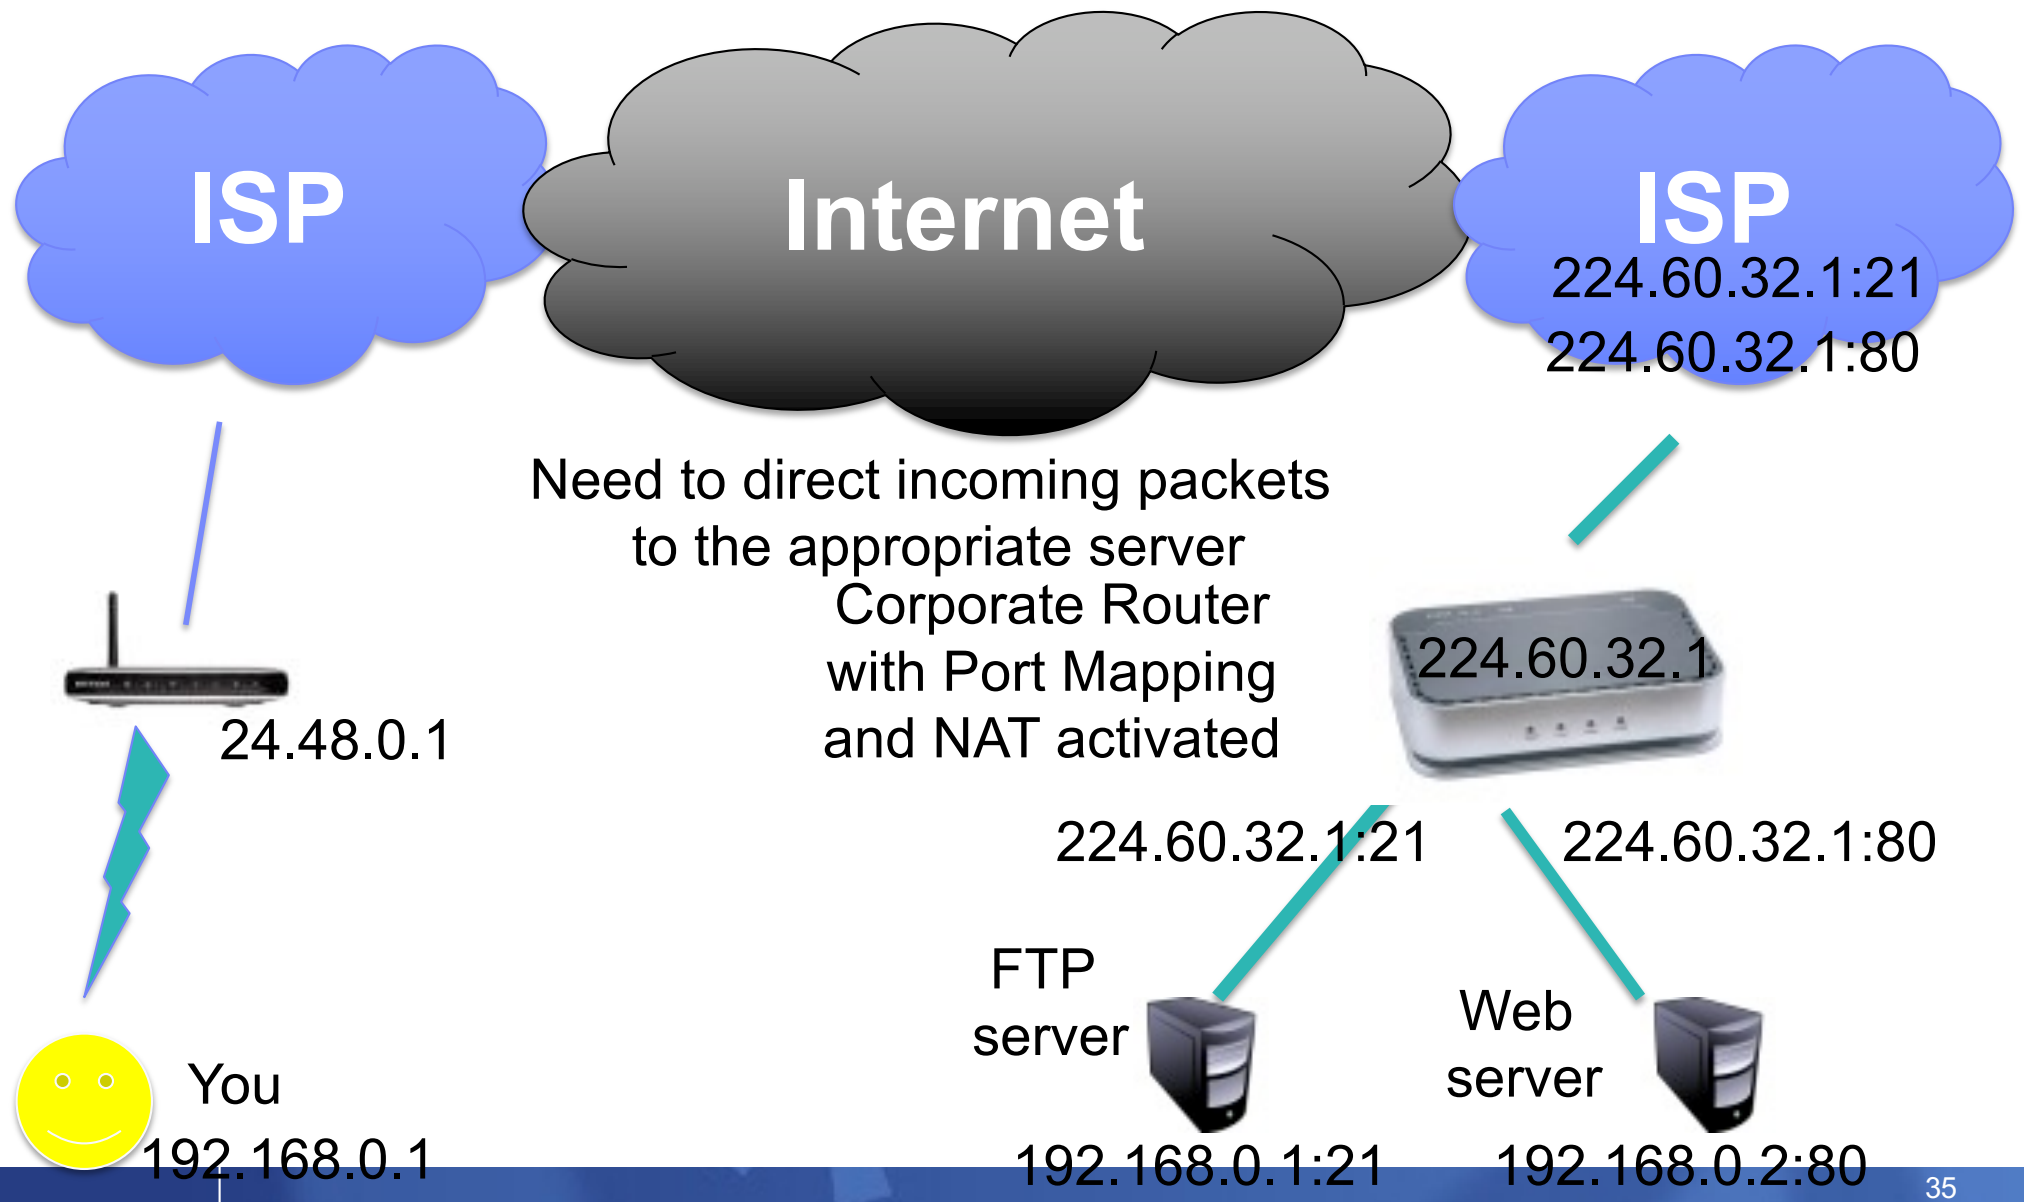 ISP
Internet
ISP
224.60.32.1:21
224.60.32.1:80
Need to direct incoming packets
to the appropriate server
Corporate Router
with Port Mapping
and NAT activated
224.60.32.1
24.48.0.1
224.60.32.1:21
224.60.32.1:80
FTP
server
Web
server
You
192.168.0.1
192.168.0.1:21
192.168.0.2:80
35